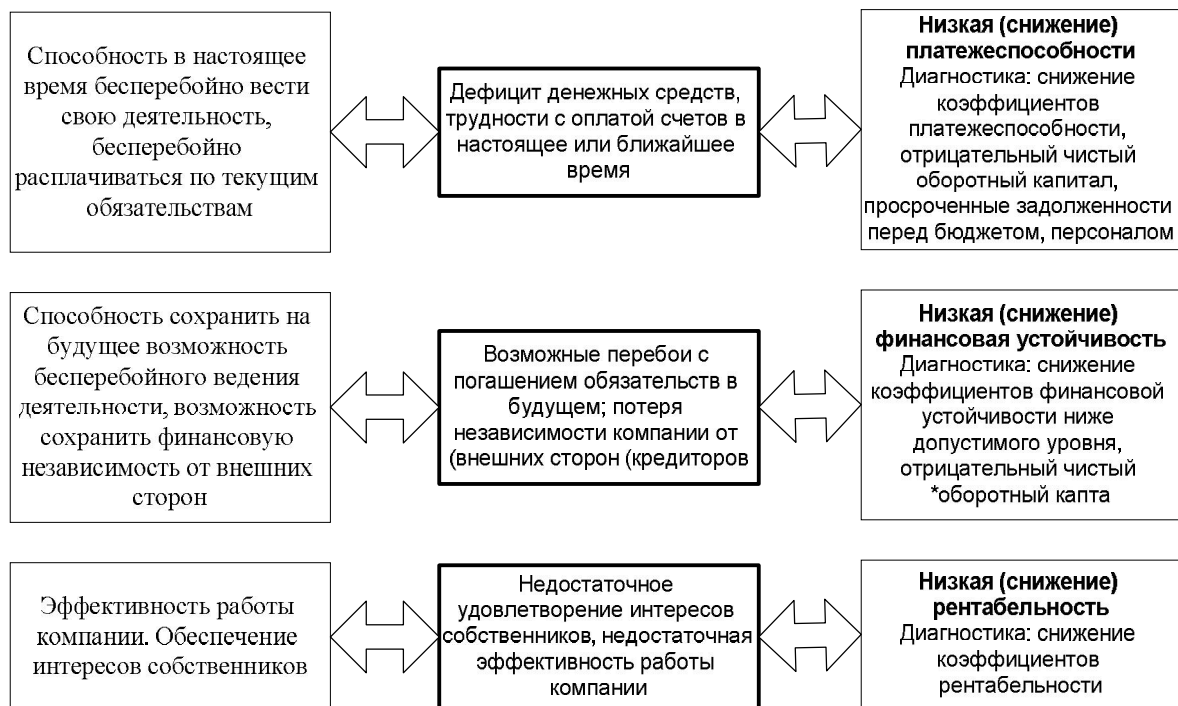 Способность в настоящее
время бесперебойно вести
свою деятельность,
бесперебойно
расплачиваться по текущим
обязательствам
Дефицит денежных средств,
трудности с оплатой счетов в
настоящее или ближайшее
время
Низкая (снижение)
платежеспособности
Диагностика: снижение
коэффициентов
платежеспособности,
отрицательный чистый
оборотный капитал,
просроченные задолженности
перед бюджетом, персоналом
Способность сохранить на
будущее возможность
бесперебойного ведения
деятельности, возможность
сохранить финансовую
независимость от внешних
сторон
Возможные перебои с
погашением обязательств в
будущем; потеря
независимости компании от
(внешних сторон (кредиторов
Низкая (снижение)
финансовая устойчивость
Диагностика: снижение
коэффициентов финансовой
устойчивости ниже
допустимого уровня,
отрицательный чистый
*оборотный капта
Эффективность работы
компании. Обеспечение
интересов собственников
Недостаточное
удовлетворение интересов
собственников, недостаточная
эффективность работы
компании
Низкая (снижение)
рентабельность
Диагностика: снижение
коэффициентов
рентабельности